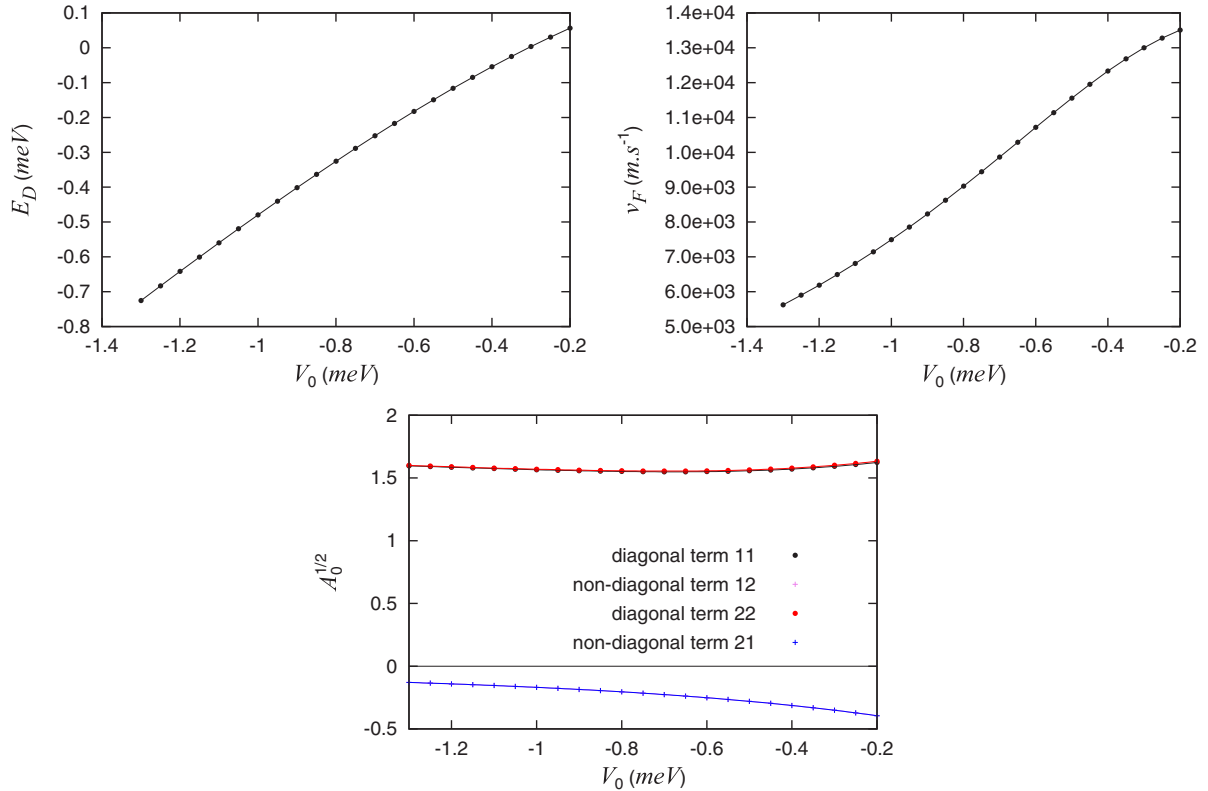 0.1
0
-0.1
-0.2
-0.3
-0.4
-0.5
-0.6
-0.7
-0.8
E_D (meV)
-1.4 -1.2 -1 -0.8 -0.6 -0.4 -0.2
V_0 (meV)
1.4e+04
1.3e+04
1.2e+04
1.1e+04
1.0e+04
9.0e+03
8.0e+03
7.0e+03
6.0e+03
5.0e+03
v_F (m.s^-1)
-1.4 -1.2 -1 -0.8 -0.6 -0.4 -0.2
V_0 (meV)
2
1.5
1
0.5
0
-0.5
A_0^1/2
diagonal term 11
non-diagonal term 12
diagonal term 22
non-diagonal term 21
-1.2 -1 -0.8 -0.6 -0.4 -0.2
V_0 (meV)